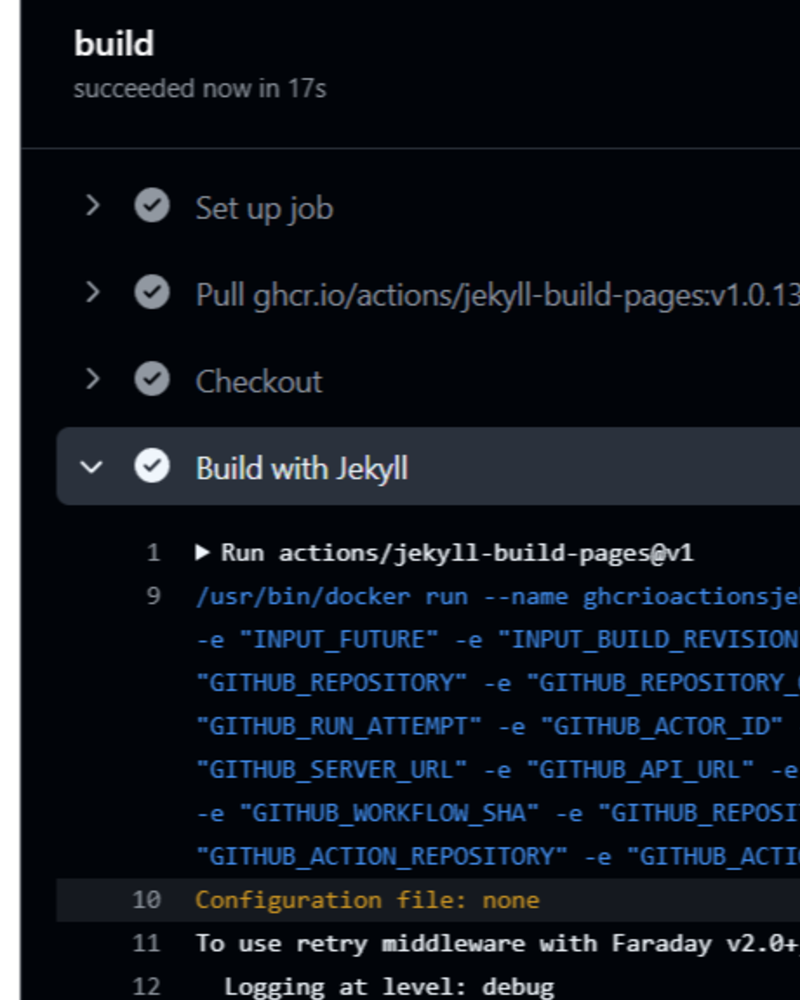 build
succeeded now in 17s
Set up job
Pull ghcr.io/actions/jekyll-build-pages:v1.0.13
Checkout
Build with Jekyll
1 Run actions/jekyll-build-pages@v1
9 /usr/bin/docker run --name ghcrioactionsje
-e "INPUT_FUTURE" -e "INPUT_BUILD_REVISION
"GITHUB_REPOSITORY" -e "GITHUB_REPOSITORY_
"GITHUB_RUN_ATTEMPT" -e "GITHUB_ACTOR_ID"
"GITHUB_SERVER_URL" -e "GITHUB_API_URL" -e
-e "GITHUB_WORKFLOW_SHA" -e "GITHUB_REPOSI
"GITHUB_ACTION_REPOSITORY" -e "GITHUB_ACTI
10 Configuration file: none
11 To use retry middleware with Faraday v2.0+,
12 Logging at level: debug